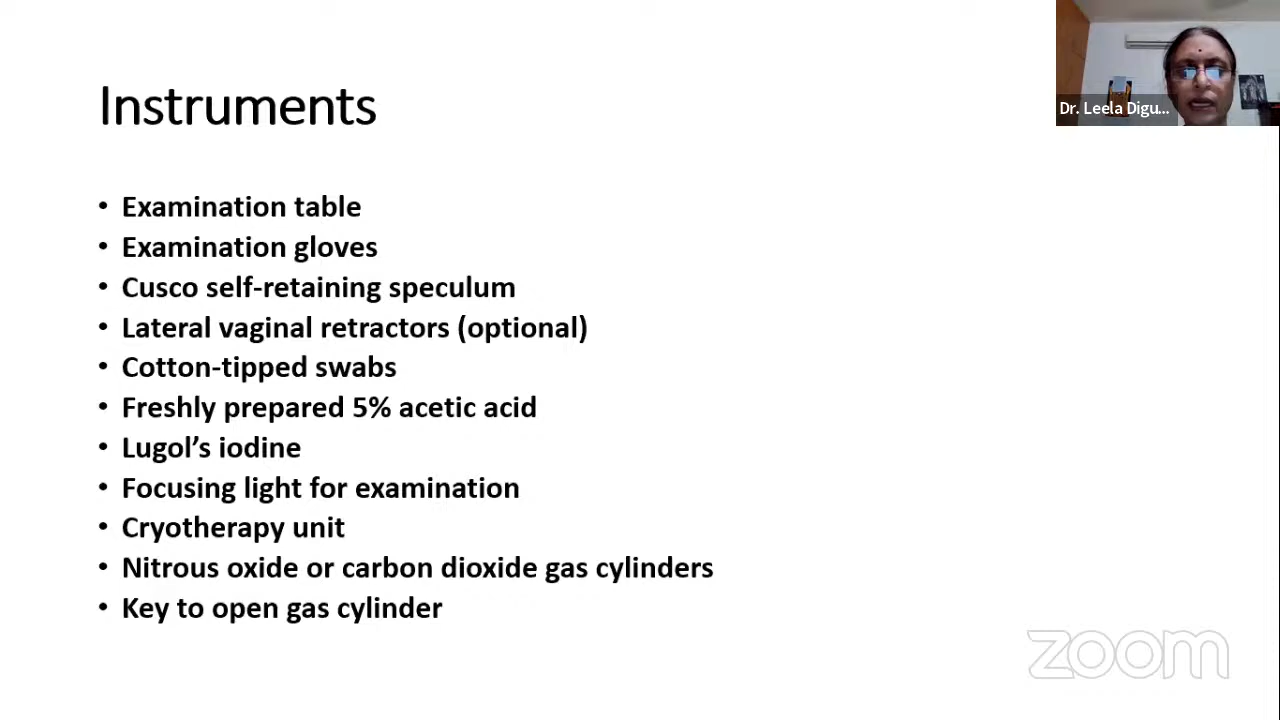 Instruments
Dr. Leela Digu...
• Examination table
• Examination gloves
• Cusco self-retaining speculum
• Lateral vaginal retractors (optional)
• Cotton-tipped swabs
• Freshly prepared 5% acetic acid
• Lugol’s iodine
• Focusing light for examination
• Cryotherapy unit
• Nitrous oxide or carbon dioxide gas cylinders
• Key to open gas cylinder
zoom